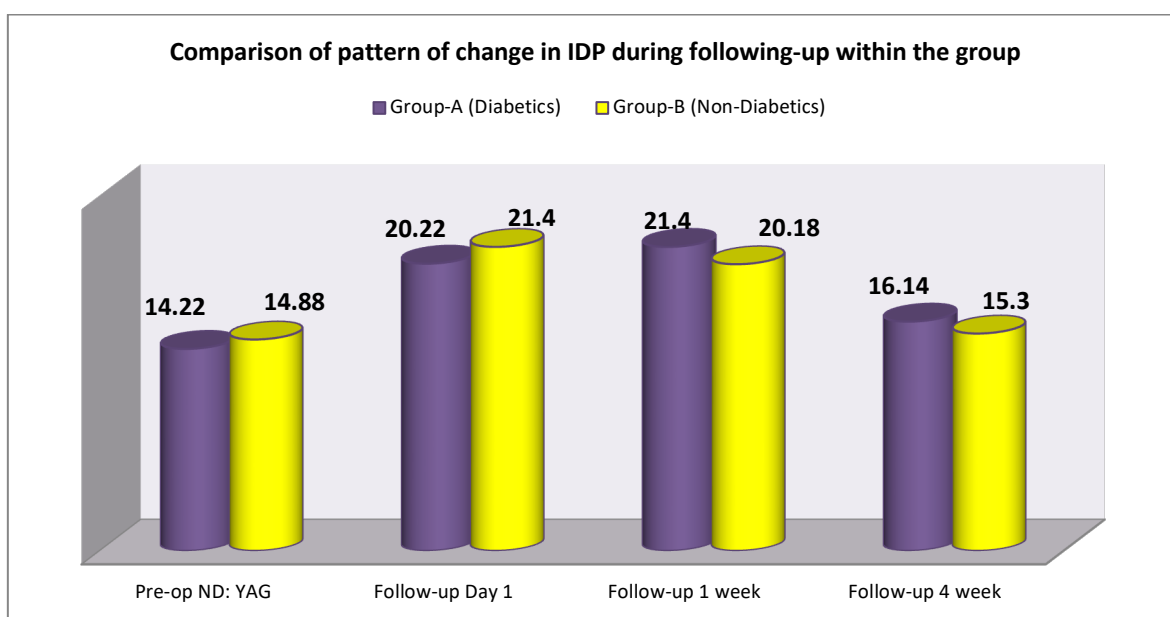 Comparison of pattern of change in IDP during following-up within the group
Group-A (Diabetics) Group-B (Non-Diabetics)
14.22 14.88 20.22 21.4 21.4 20.18 16.14 15.3
Pre-op ND: YAG Follow-up Day 1 Follow-up 1 week Follow-up 4 week